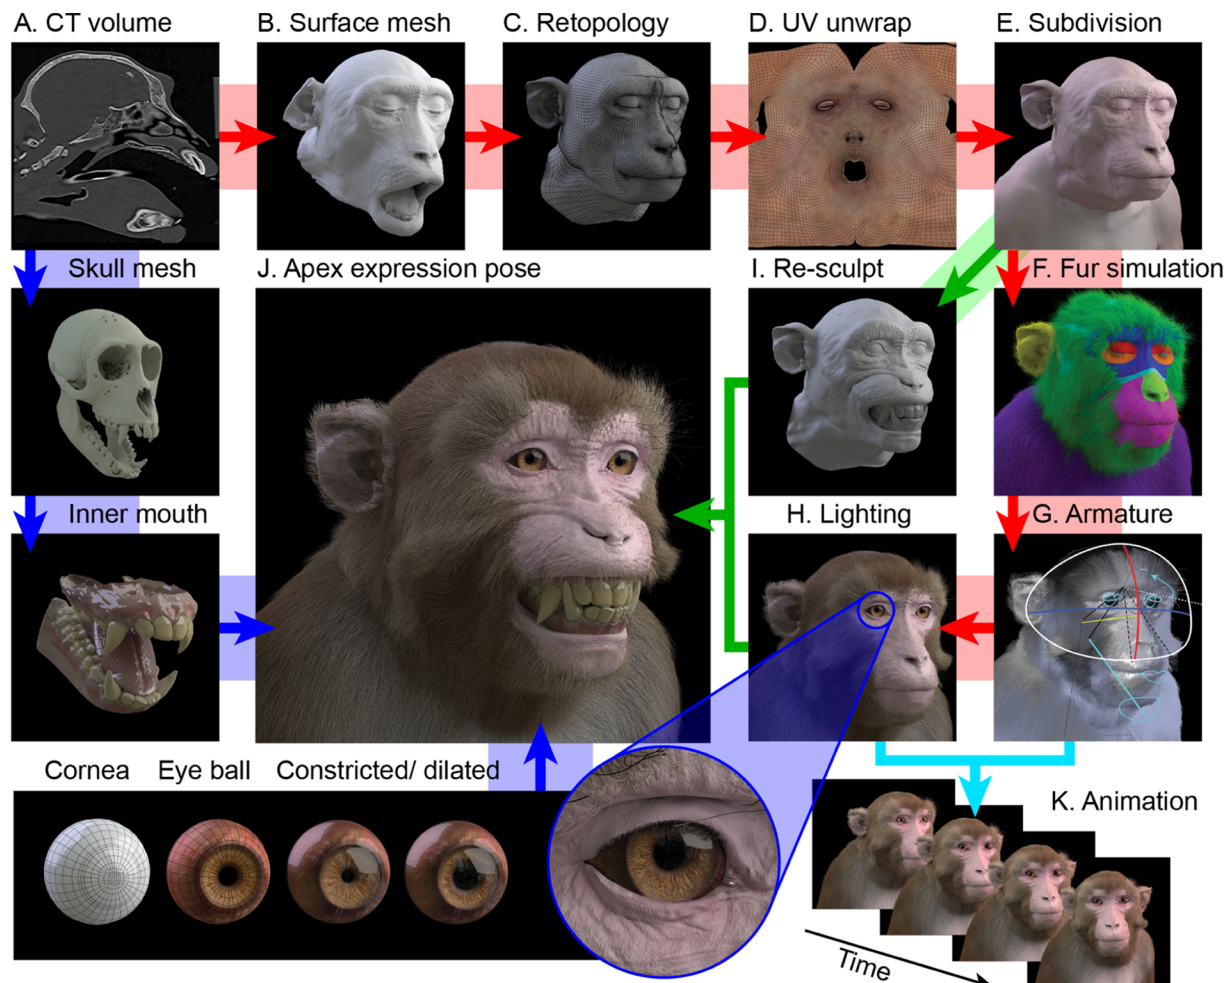 A. CT volume
B. Surface mesh
C. Retopology
D. UV unwrap
E. Subdivision
Skull mesh
J. Apex expression pose
I. Re-sculpt
F. Fur simulation
Inner mouth
H. Lighting
G. Armature
Cornea
Eye ball
Constricted/ dilated
K. Animation
Time